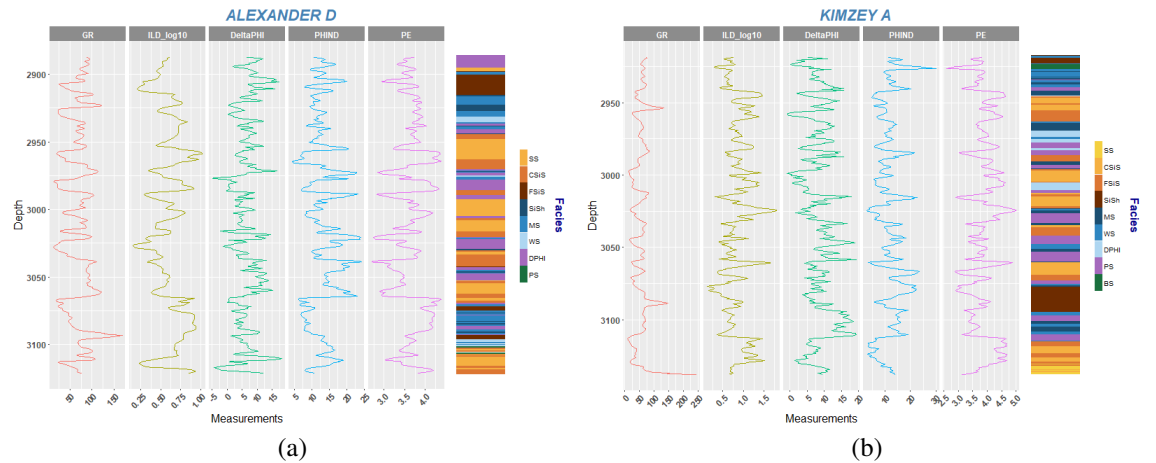 ALEXANDER D
GR ILD_log10 DeltaPHI PHIND PE
Depth
2900
2950
3000
3050
3100
50 100 150 0.25 0.50 0.75 1.00 0 5 10 15 5 10 15 20 25 3.0 3.5 4.0
Measurements
SS
CSiS
FSiS
SiSh
MS
WS
DPHI
PS
Facies
(a)
KIMZEY A
GR ILD_log10 DeltaPHI PHIND PE
Depth
2950
3000
3050
3100
0 50 100 150 200 250 0.5 1.0 1.5 0 5 10 15 20 10 20 30 2.5 3.0 3.5 4.0 4.5 5.0
Measurements
SS
CSiS
FSiS
SiSh
MS
WS
DPHI
PS
BS
Facies
(b)